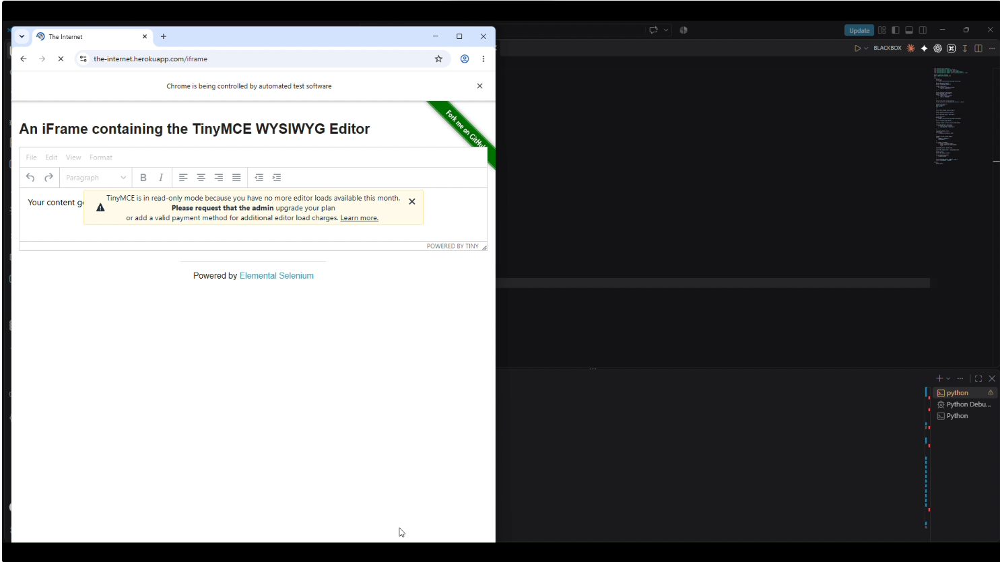 The Internet
Update
the-internet.herokuapp.com/iframe
BLACKBOX
Chrome is being controlled by automated test software
Fork me on GitHu
An iFrame containing the TinyMCE WYSIWYG Editor
File Edit View Format
Paragraph B I
Your content g
TinyMCE is in read-only mode because you have no more editor loads available this month.
Please request that the admin upgrade your plan
or add a valid payment method for additional editor load charges. Learn more.
POWERED BY TINY
Powered by Elemental Selenium
python
Python Debu...
Python